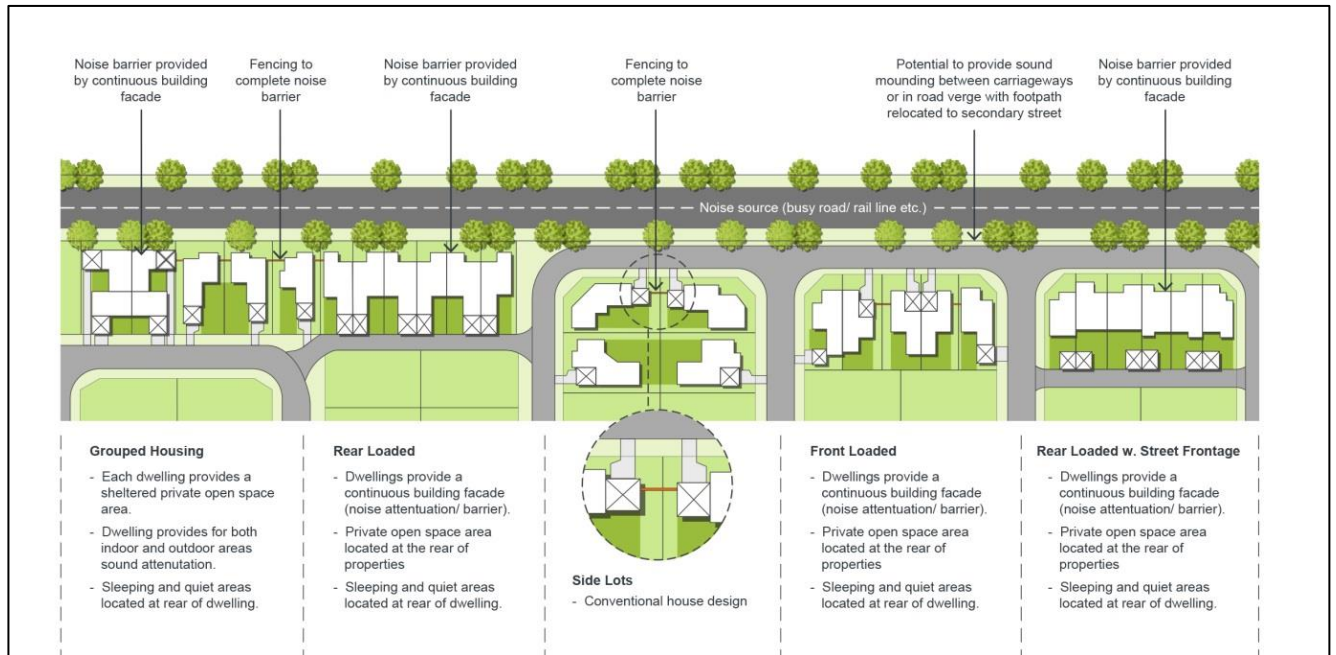 Noise barrier provided
by continuous building
facade
Fencing to
complete noise
barrier
Noise barrier provided
by continuous building
facade
Fencing to
complete noise
barrier
Potential to provide sound
mounding between carriageways
or in road verge with footpath
relocated to secondary street
Noise barrier provided
by continuous building
facade
Noise source (busy road/ rail line etc.)
Grouped Housing
- Each dwelling provides a
sheltered private open space
area.
- Dwelling provides for both
indoor and outdoor areas
sound attenutation.
- Sleeping and quiet areas
located at rear of dwelling.
Rear Loaded
- Dwellings provide a
continuous building facade
(noise attentuation/ barrier).
- Private open space area
located at the rear of
properties
- Sleeping and quiet areas
located at rear of dwelling.
Side Lots
- Conventional house design
Front Loaded
- Dwellings provide a
continuous building facade
(noise attentuation/ barrier).
- Private open space area
located at the rear of
properties
- Sleeping and quiet areas
located at rear of dwelling.
Rear Loaded w. Street Frontage
- Dwellings provide a
continuous building facade
(noise attentuation/ barrier).
- Private open space area
located at the rear of
properties
- Sleeping and quiet areas
located at rear of dwelling.